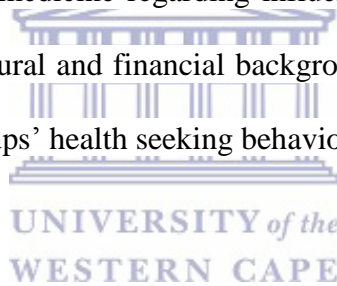 medicine regarding influe
ural and financial backgro
ps' health seeking behavio
UNIVERSITY of the
WESTERN CAPE